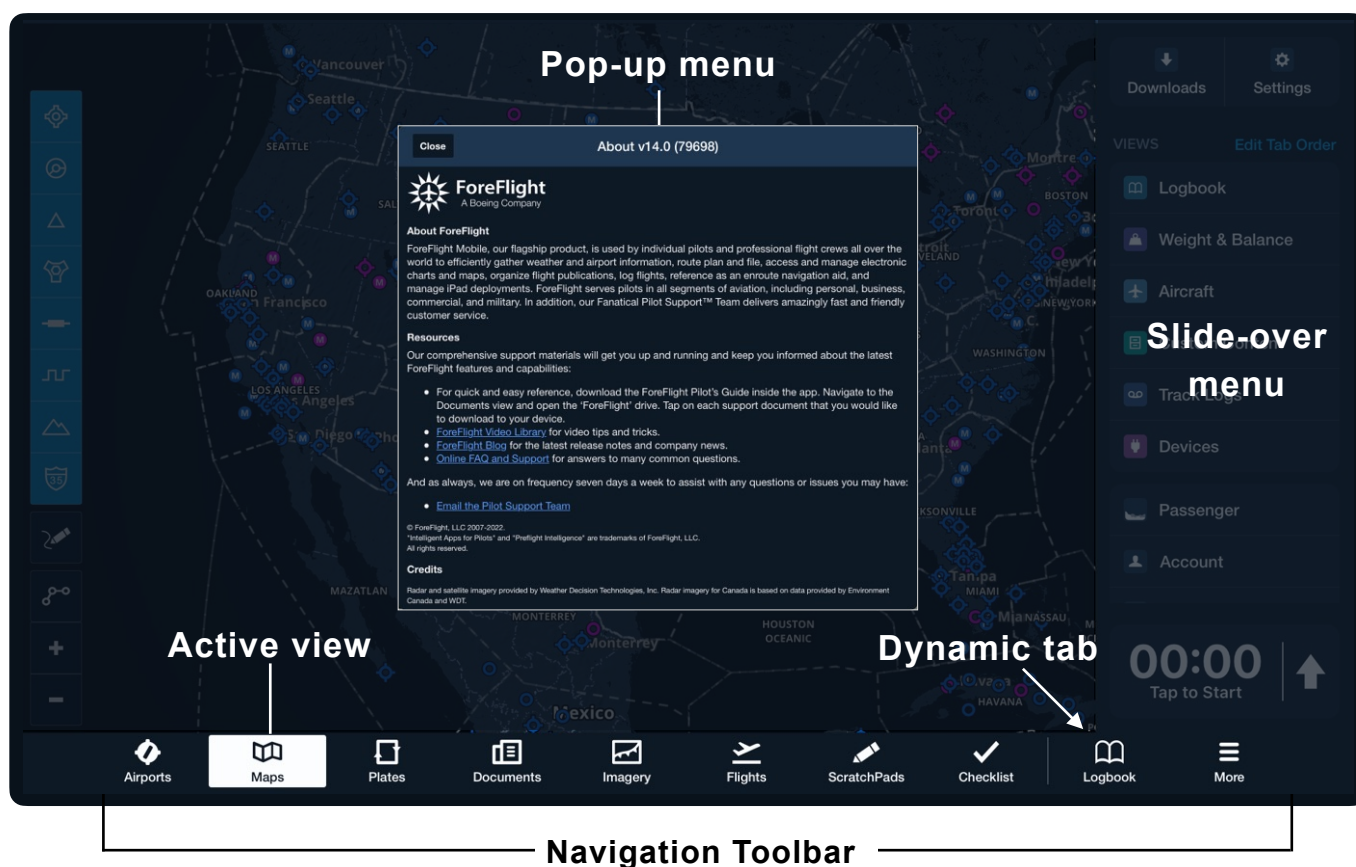 Pop-up menu
Vancouver
Seattle
SEATTLE
Downloads
Settings
VIEWS
Edit Tab Order
Close
About v14.0 (79698)
ForeFlight
A Boeing Company
About ForeFlight
ForeFlight Mobile, our flagship product, is used by individual pilots and professional flight crews all over the
world to efficiently gather weather and airport information, route plan and file, access and manage electronic
charts and maps, organize flight publications, log flights, reference as an enroute navigation aid, and
manage iPad deployments. ForeFlight serves pilots in all segments of aviation, including personal, business,
commercial, and military. In addition, our Fanatical Pilot Support™ Team delivers amazingly fast and friendly
customer service.
Resources
Our comprehensive support materials will get you up and running and keep you informed about the latest
ForeFlight features and capabilities:
• For quick and easy reference, download the ForeFlight Pilot's Guide inside the app. Navigate to the
Documents view and open the 'ForeFlight' drive. Tap on each support document that you would like
to download to your device.
• ForeFlight Video Library for video tips and tricks.
• ForeFlight Blog for the latest release notes and company news.
• Online FAQ and Support for answers to many common questions.
And as always, we are on frequency seven days a week to assist with any questions or issues you may have:
• Email the Pilot Support Team
© ForeFlight, LLC 2007-2022.
"Intelligent Apps for Pilots" and "Preflight Intelligence" are trademarks of ForeFlight, LLC.
All rights reserved.
Credits
Radar and satellite imagery provided by Weather Decision Technologies, Inc. Radar imagery for Canada is based on data provided by Environment
Canada and WDT.
OAKLAND
Francisco
LOS ANGELES
Angeles
Diego
35
MAZATLAN
MONTERREY
Monterrey
HOUSTON
OCEANIC
Mexico
BOSTON
Toronto
WASHINGTON
Tampa
MIAMI
NASSAU
HAVANA
Logbook
Weight & Balance
Aircraft
Slide-over
menu
Track Logs
Devices
Passenger
Account
00:00
Tap to Start
Active view
Dynamic tab
Airports
Maps
Plates
Documents
Imagery
Flights
ScratchPads
Checklist
Logbook
More
Navigation Toolbar